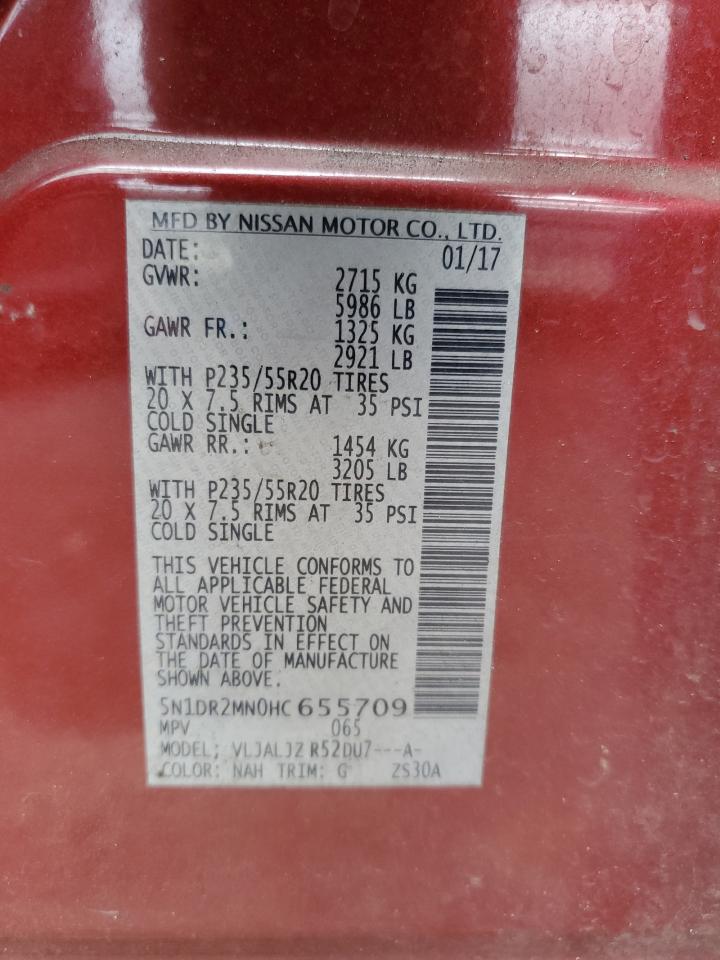 MFD BY NISSAN MOTOR CO., LTD.
DATE: 01/17
GVWR: 2715 KG
5986 LB
GAWR FR.: 1325 KG
2921 LB
WITH P235/55R20 TIRES
20 X 7.5 RIMS AT 35 PSI
COLD SINGLE
GAWR RR.: 1454 KG
3205 LB
WITH P235/55R20 TIRES
20 X 7.5 RIMS AT 35 PSI
COLD SINGLE
THIS VEHICLE CONFORMS TO
ALL APPLICABLE FEDERAL
MOTOR VEHICLE SAFETY AND
THEFT PREVENTION
STANDARDS IN EFFECT ON
THE DATE OF MANUFACTURE
SHOWN ABOVE.
5N1DR2MN0HC 655709
MPV 065
MODEL: VLJALJZ R52DU7---A-
COLOR: NAH TRIM: G ZS30A